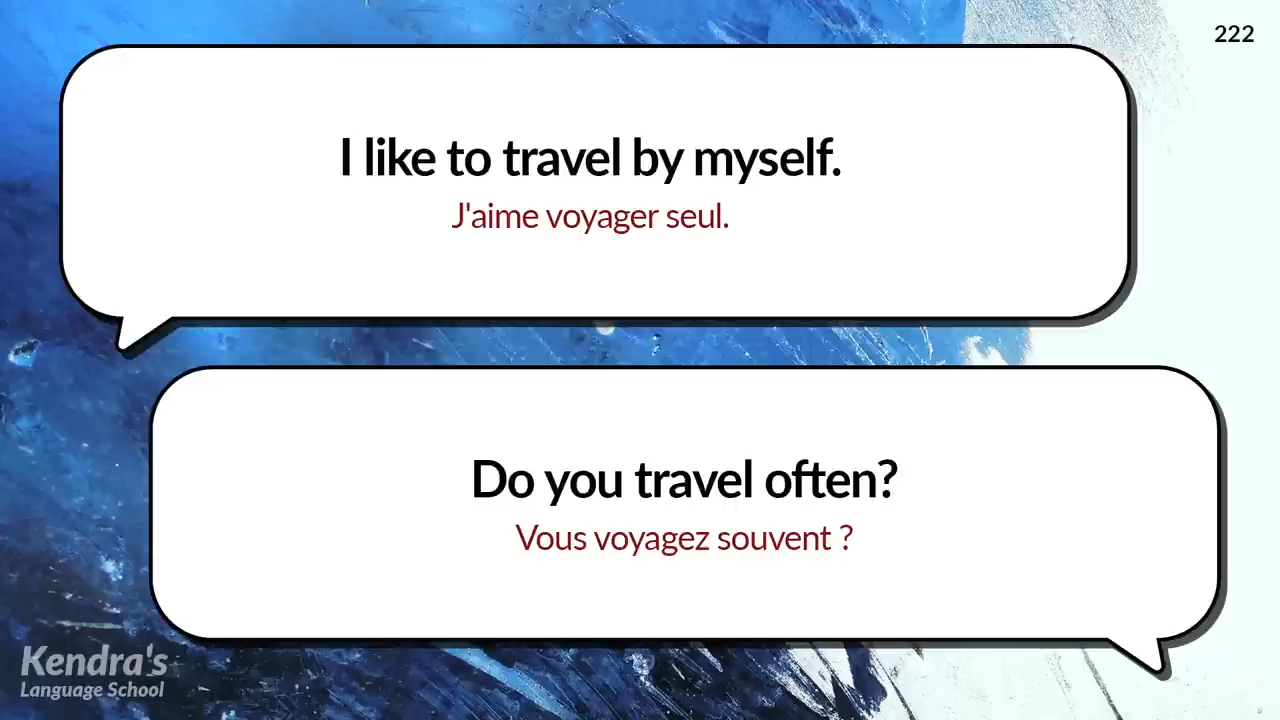 222
I like to travel by myself.
J'aime voyager seul.
Do you travel often?
Vous voyagez souvent ?
Kendra's
Language School